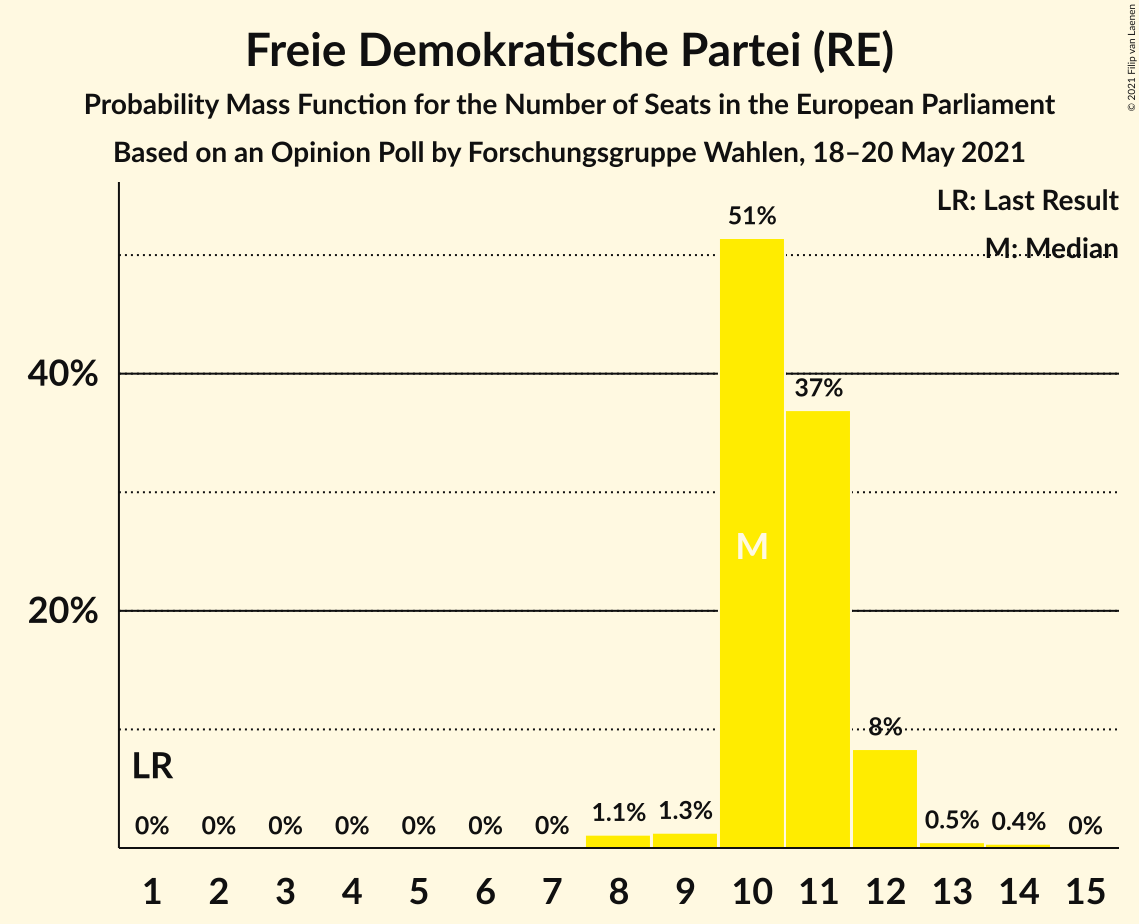 Freie Demokratische Partei (RE)
Probability Mass Function for the Number of Seats in the European Parliament
Based on an Opinion Poll by Forschungsgruppe Wahlen, 18–20 May 2021
© 2021 Filip van Laenen
LR: Last Result
M: Median
51%
40%
37%
M
20%
8%
LR
0% 0% 0% 0% 0% 0% 0% 1.1% 1.3% 0.5% 0.4% 0%
1 2 3 4 5 6 7 8 9 10 11 12 13 14 15